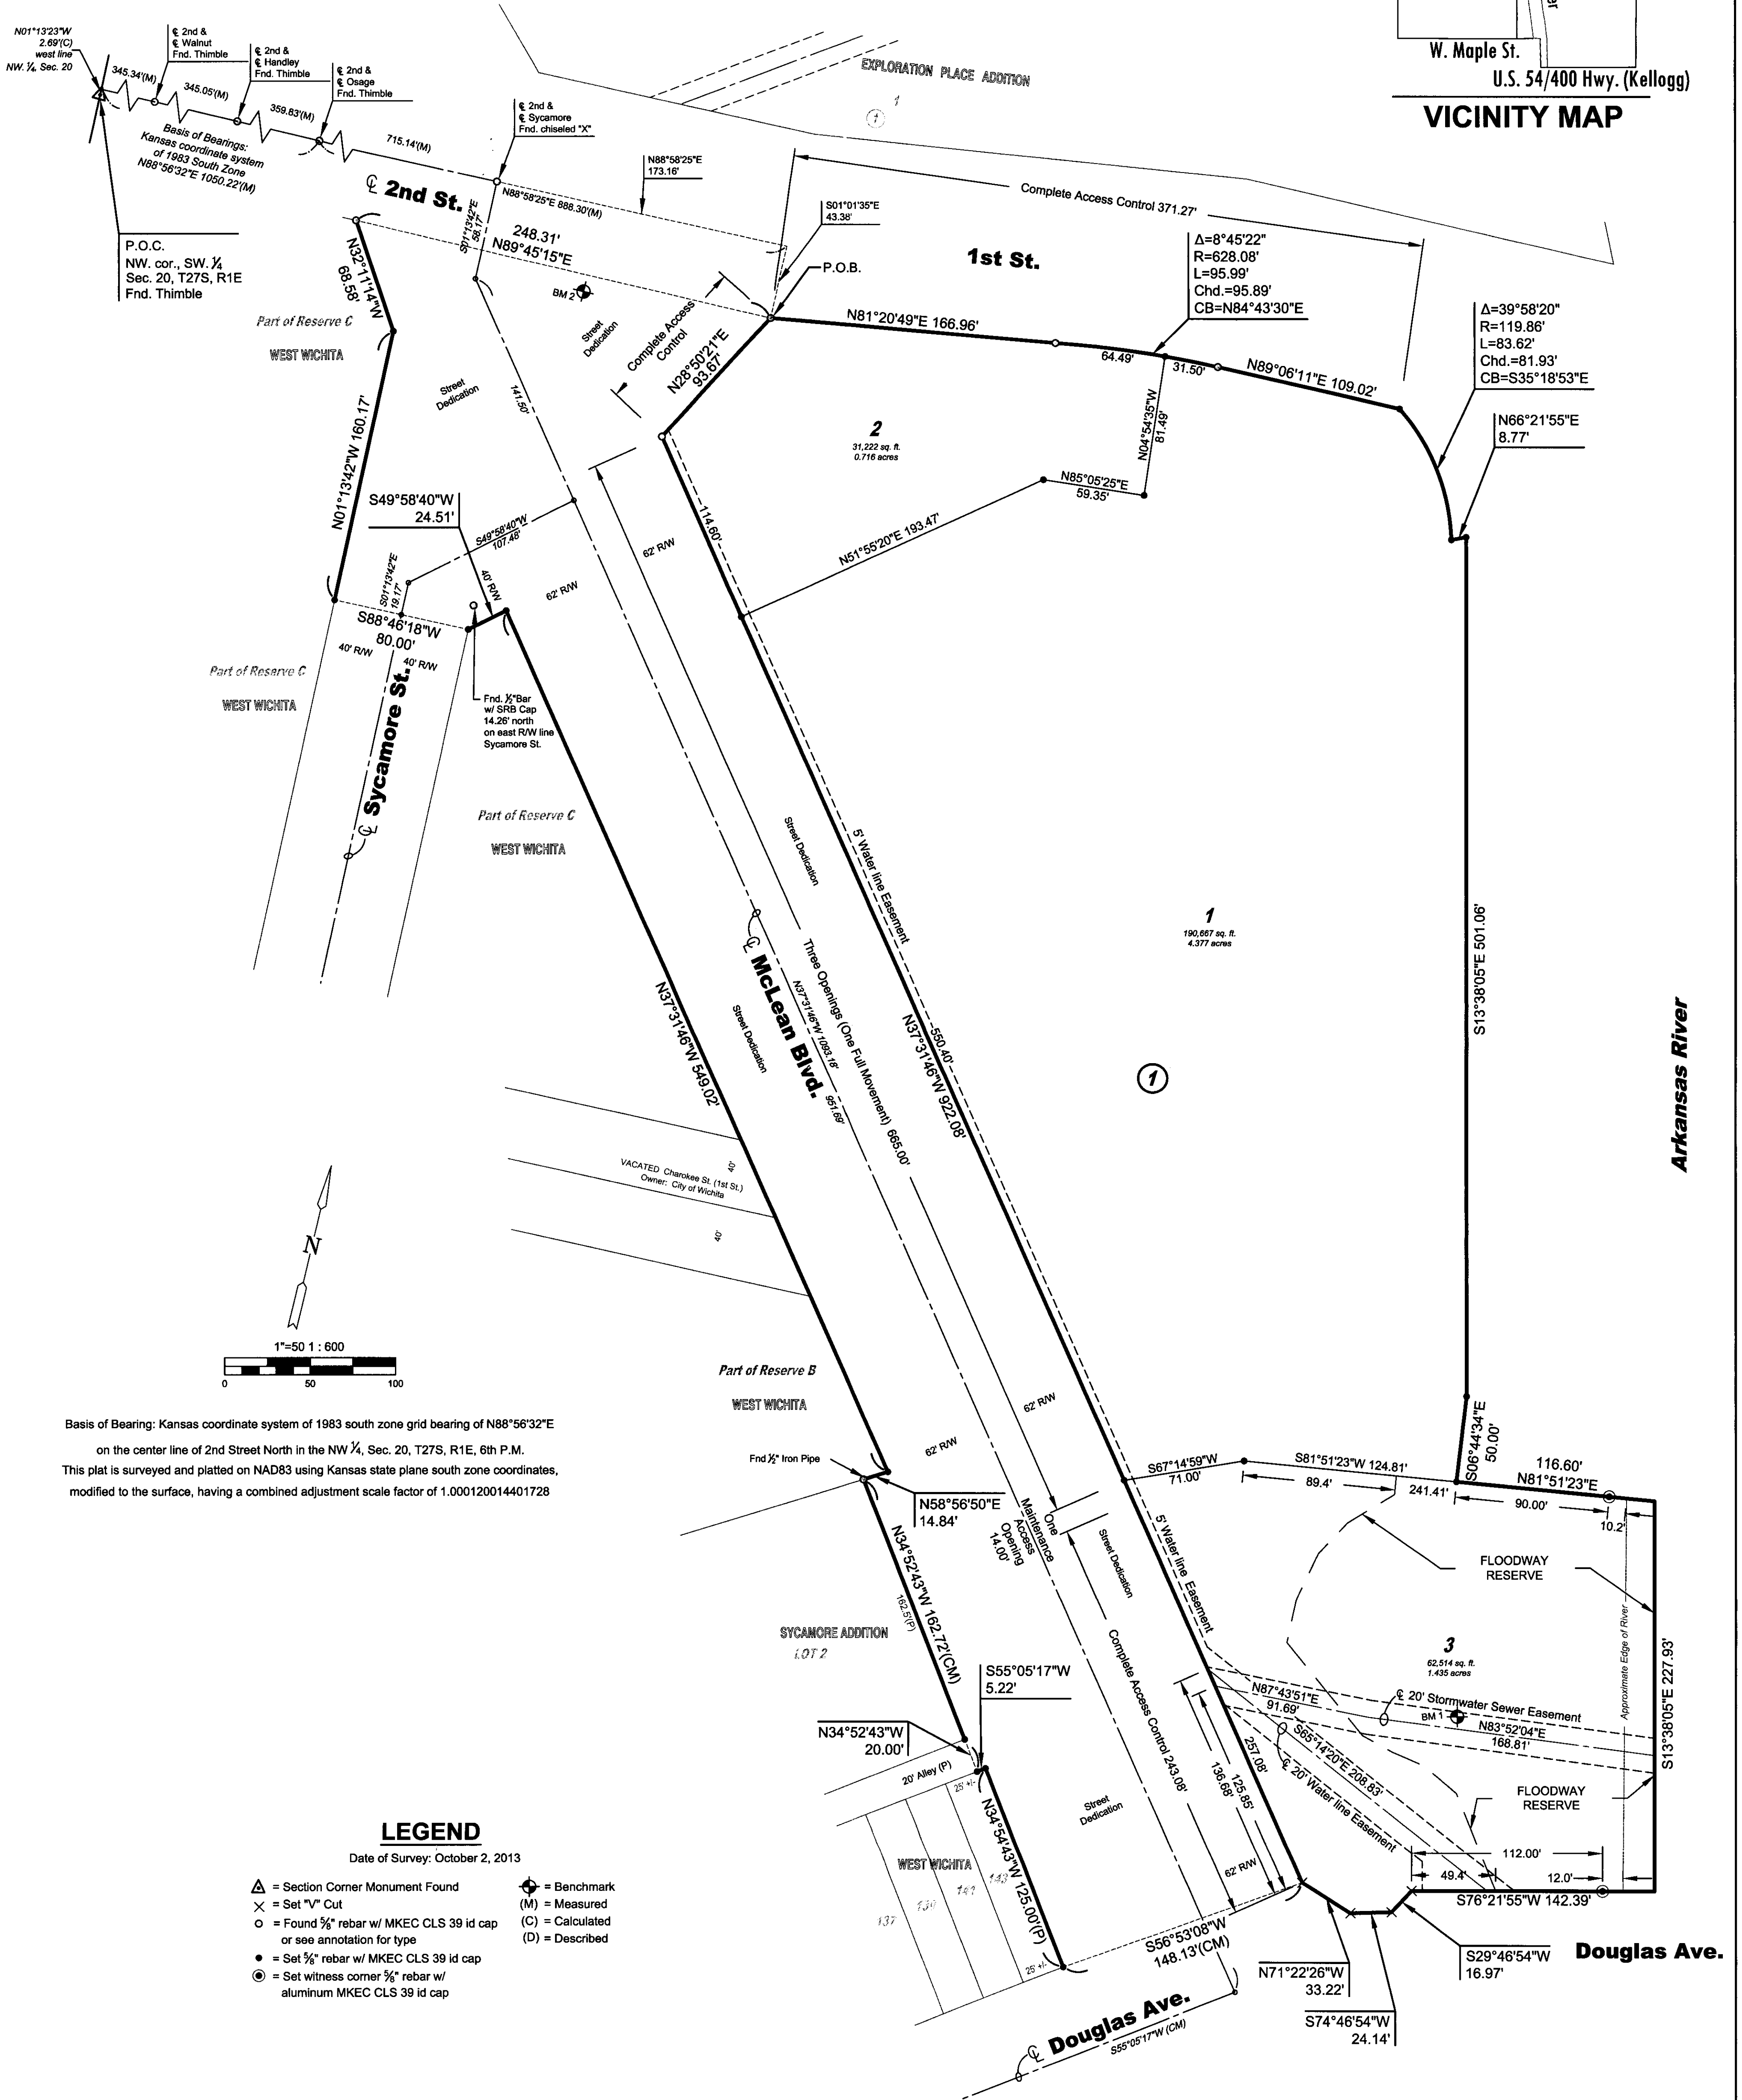 N01°13'23"W
2.69'(C)
west line
NW. ¼, Sec. 20
℄ 2nd &
℄ Walnut
Fnd. Thimble
℄ 2nd &
℄ Handley
Fnd. Thimble
℄ 2nd &
℄ Osage
Fnd. Thimble
℄ 2nd &
℄ Sycamore
Fnd. chiseled "X"
345.34'(M)
345.05'(M)
359.83'(M)
715.14'(M)
Basis of Bearings:
Kansas coordinate system
of 1983 South Zone
N88°56'32"E 1050.22'(M)
P.O.C.
NW. cor., SW. ¼
Sec. 20, T27S, R1E
Fnd. Thimble
W. Maple St.
U.S. 54/400 Hwy. (Kellogg)
VICINITY MAP
EXPLORATION PLACE ADDITION
1
1
℄ 2nd St.
N88°58'25"E 888.30'(M)
N88°58'25"E
173.16'
S01°13'42"E
58.17'
248.31'
N89°45'15"E
S01°01'35"E
43.38'
P.O.B.
BM 2
Street
Dedication
Complete Access
Control
N28°50'21"E
93.67'
Complete Access Control 371.27'
1st St.
Δ=8°45'22"
R=628.08'
L=95.99'
Chd.=95.89'
CB=N84°43'30"E
Δ=39°58'20"
R=119.86'
L=83.62'
Chd.=81.93'
CB=S35°18'53"E
N66°21'55"E
8.77'
N81°20'49"E 166.96'
64.49'
31.50'
N89°06'11"E 109.02'
N04°54'35"W
81.49'
N85°05'25"E
59.35'
N51°55'20"E 193.47'
2
31,222 sq. ft.
0.716 acres
N32°11'14"W
68.58'
Part of Reserve C
WEST WICHITA
N01°13'42"W 160.17'
Street
Dedication
141.50'
S49°58'40"W
24.51'
S49°58'40"W
107.48'
40' R/W
S01°13'42"E
19.17'
S88°46'18"W
80.00'
40' R/W
40' R/W
62' R/W
62' R/W
114.60'
Part of Reserve C
WEST WICHITA
℄ Sycamore St.
Fnd. ½"Bar
w/ SRB Cap
14.26' north
on east R/W line
Sycamore St.
Part of Reserve C
WEST WICHITA
Street Dedication
5' Water line Easement
1
190,667 sq. ft.
4.377 acres
S13°38'05"E 501.06'
Arkansas River
℄ McLean Blvd.
N37°31'46"W 1093.18'
951.69'
Three Openings (One Full Movement) 665.00'
N37°31'46"W 549.02'
Street Dedication
550.40'
N37°31'46"W 922.08'
1
VACATED Charokee St. (1st St.)
Owner: City of Wichita
40'
40'
N
1"=50 1 : 600
0 50 100
Basis of Bearing: Kansas coordinate system of 1983 south zone grid bearing of N88°56'32"E
on the center line of 2nd Street North in the NW ¼, Sec. 20, T27S, R1E, 6th P.M.
This plat is surveyed and platted on NAD83 using Kansas state plane south zone coordinates,
modified to the surface, having a combined adjustment scale factor of 1.000120014401728
Part of Reserve B
WEST WICHITA
62' R/W
62' R/W
Fnd ½" Iron Pipe
N58°56'50"E
14.84'
One
Maintenance
Access
Opening
14.00'
Street Dedication
5' Water line Easement
S67°14'59"W
71.00'
S81°51'23"W 124.81'
89.4'
241.41'
S06°44'34"E
50.00'
116.60'
N81°51'23"E
90.00'
10.2'
FLOODWAY
RESERVE
Approximate Edge of River
3
62,514 sq. ft.
1.435 acres
S13°38'05"E 227.93'
N34°52'43"W 162.72'(CM)
162.5'(P)
SYCAMORE ADDITION
LOT 2
S55°05'17"W
5.22'
N34°52'43"W
20.00'
20' Alley (P)
25' +/-
N34°54'43"W 125.00'(P)
WEST WICHITA
137
139
141
143
25' +/-
Complete Access Control 243.08'
Street
Dedication
257.08'
125.85'
136.68'
62' R/W
N87°43'51"E
91.69'
℄ 20' Stormwater Sewer Easement
BM 1
N83°52'04"E
168.81'
S65°14'20"E 208.83'
℄ 20' Water line Easement
FLOODWAY
RESERVE
112.00'
49.4'
12.0'
S76°21'55"W 142.39'
S56°53'08"W
148.13'(CM)
N71°22'26"W
33.22'
S74°46'54"W
24.14'
S29°46'54"W
16.97'
Douglas Ave.
℄ Douglas Ave.
S55°05'17"W (CM)
LEGEND
Date of Survey: October 2, 2013
= Section Corner Monument Found
= Set "V" Cut
= Found ⅝" rebar w/ MKEC CLS 39 id cap
or see annotation for type
= Set ⅝" rebar w/ MKEC CLS 39 id cap
= Set witness corner ⅝" rebar w/
aluminum MKEC CLS 39 id cap
= Benchmark
(M) = Measured
(C) = Calculated
(D) = Described